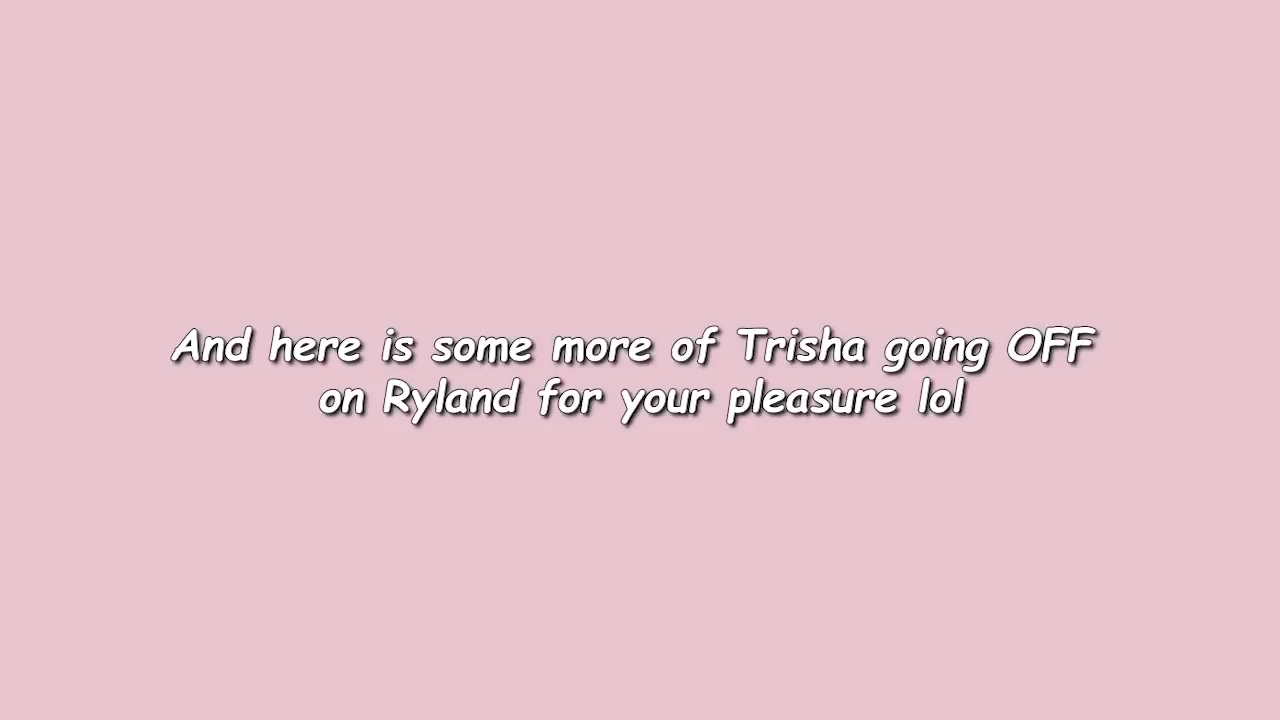 And here is some more of Trisha going OFF
on Ryland for your pleasure lol